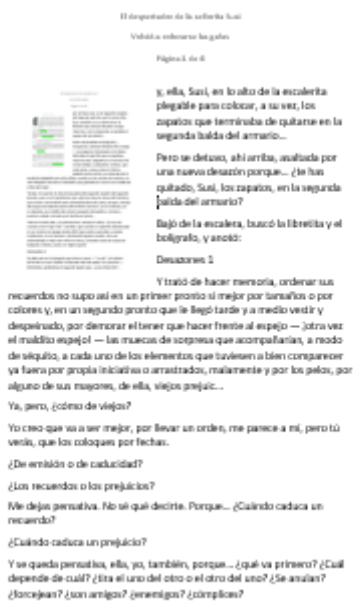 El despertador de la señorita Susi
Volvió a ordenarse las gafas
Página 1 de 6
y, ella, Susi, en lo alto de la escalerita
plegable para colocar, a su vez, los
zapatos que terminaba de quitarse en la
segunda balda del armario...
Pero se detuvo, ahí arriba, asaltada por
una nueva desazón porque... ¿te has
quitado, Susi, los zapatos, en la segunda
balda del armario?
Bajó de la escalera, buscó la libretita y el
bolígrafo, y anotó:
Desazones 1
Y trató de hacer memoria, ordenar sus
recuerdos no supo así en un primer pronto si mejor por tamaños o por
colores y, en un segundo pronto que le llegó tarde y a medio vestir y
despeinado, por demorar el tener que hacer frente al espejo — ¡otra vez
el maldito espejo! — las muecas de sorpresa que acompañarían, a modo
de séquito, a cada uno de los elementos que tuviesen a bien comparecer
ya fuera por propia iniciativa o arrastrados, malamente y por los pelos, por
alguno de sus mayores, de ella, viejos prejuic...
Ya, pero, ¿cómo de viejos?
Yo creo que va a ser mejor, por llevar un orden, me parece a mí, pero tú
verás, que los coloques por fechas.
¿De emisión o de caducidad?
¿Los recuerdos o los prejuicios?
Me dejas pensativa. No sé qué decirte. Porque... ¿Cuándo caduca un
recuerdo?
¿Cuándo caduca un prejuicio?
Y se queda pensativa, ella, yo, también, porque... ¿qué va primero? ¿Cuál
depende de cuál? ¿tira el uno del otro o el otro del uno? ¿Se anulan?
¿forcejean? ¿son amigos? ¿enemigos? ¿cómplices?